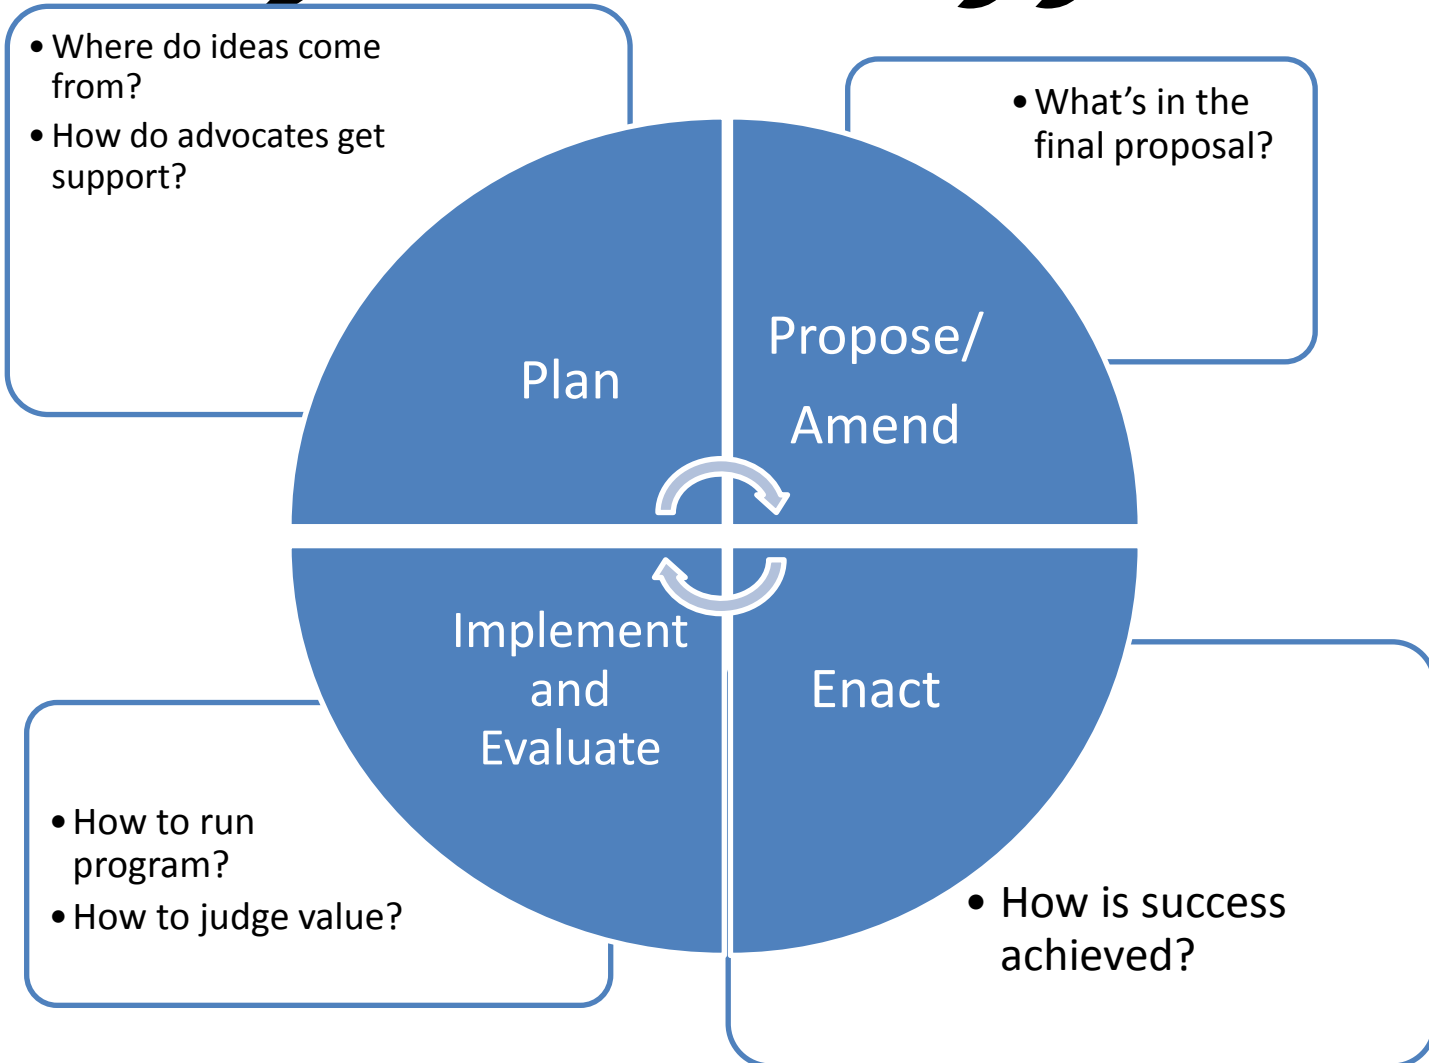 • Where do ideas come
from?
• How do advocates get
support?
• What’s in the
final proposal?
Plan
Propose/
Amend
Implement
and
Evaluate
Enact
• How to run
program?
• How to judge value?
• How is success
achieved?